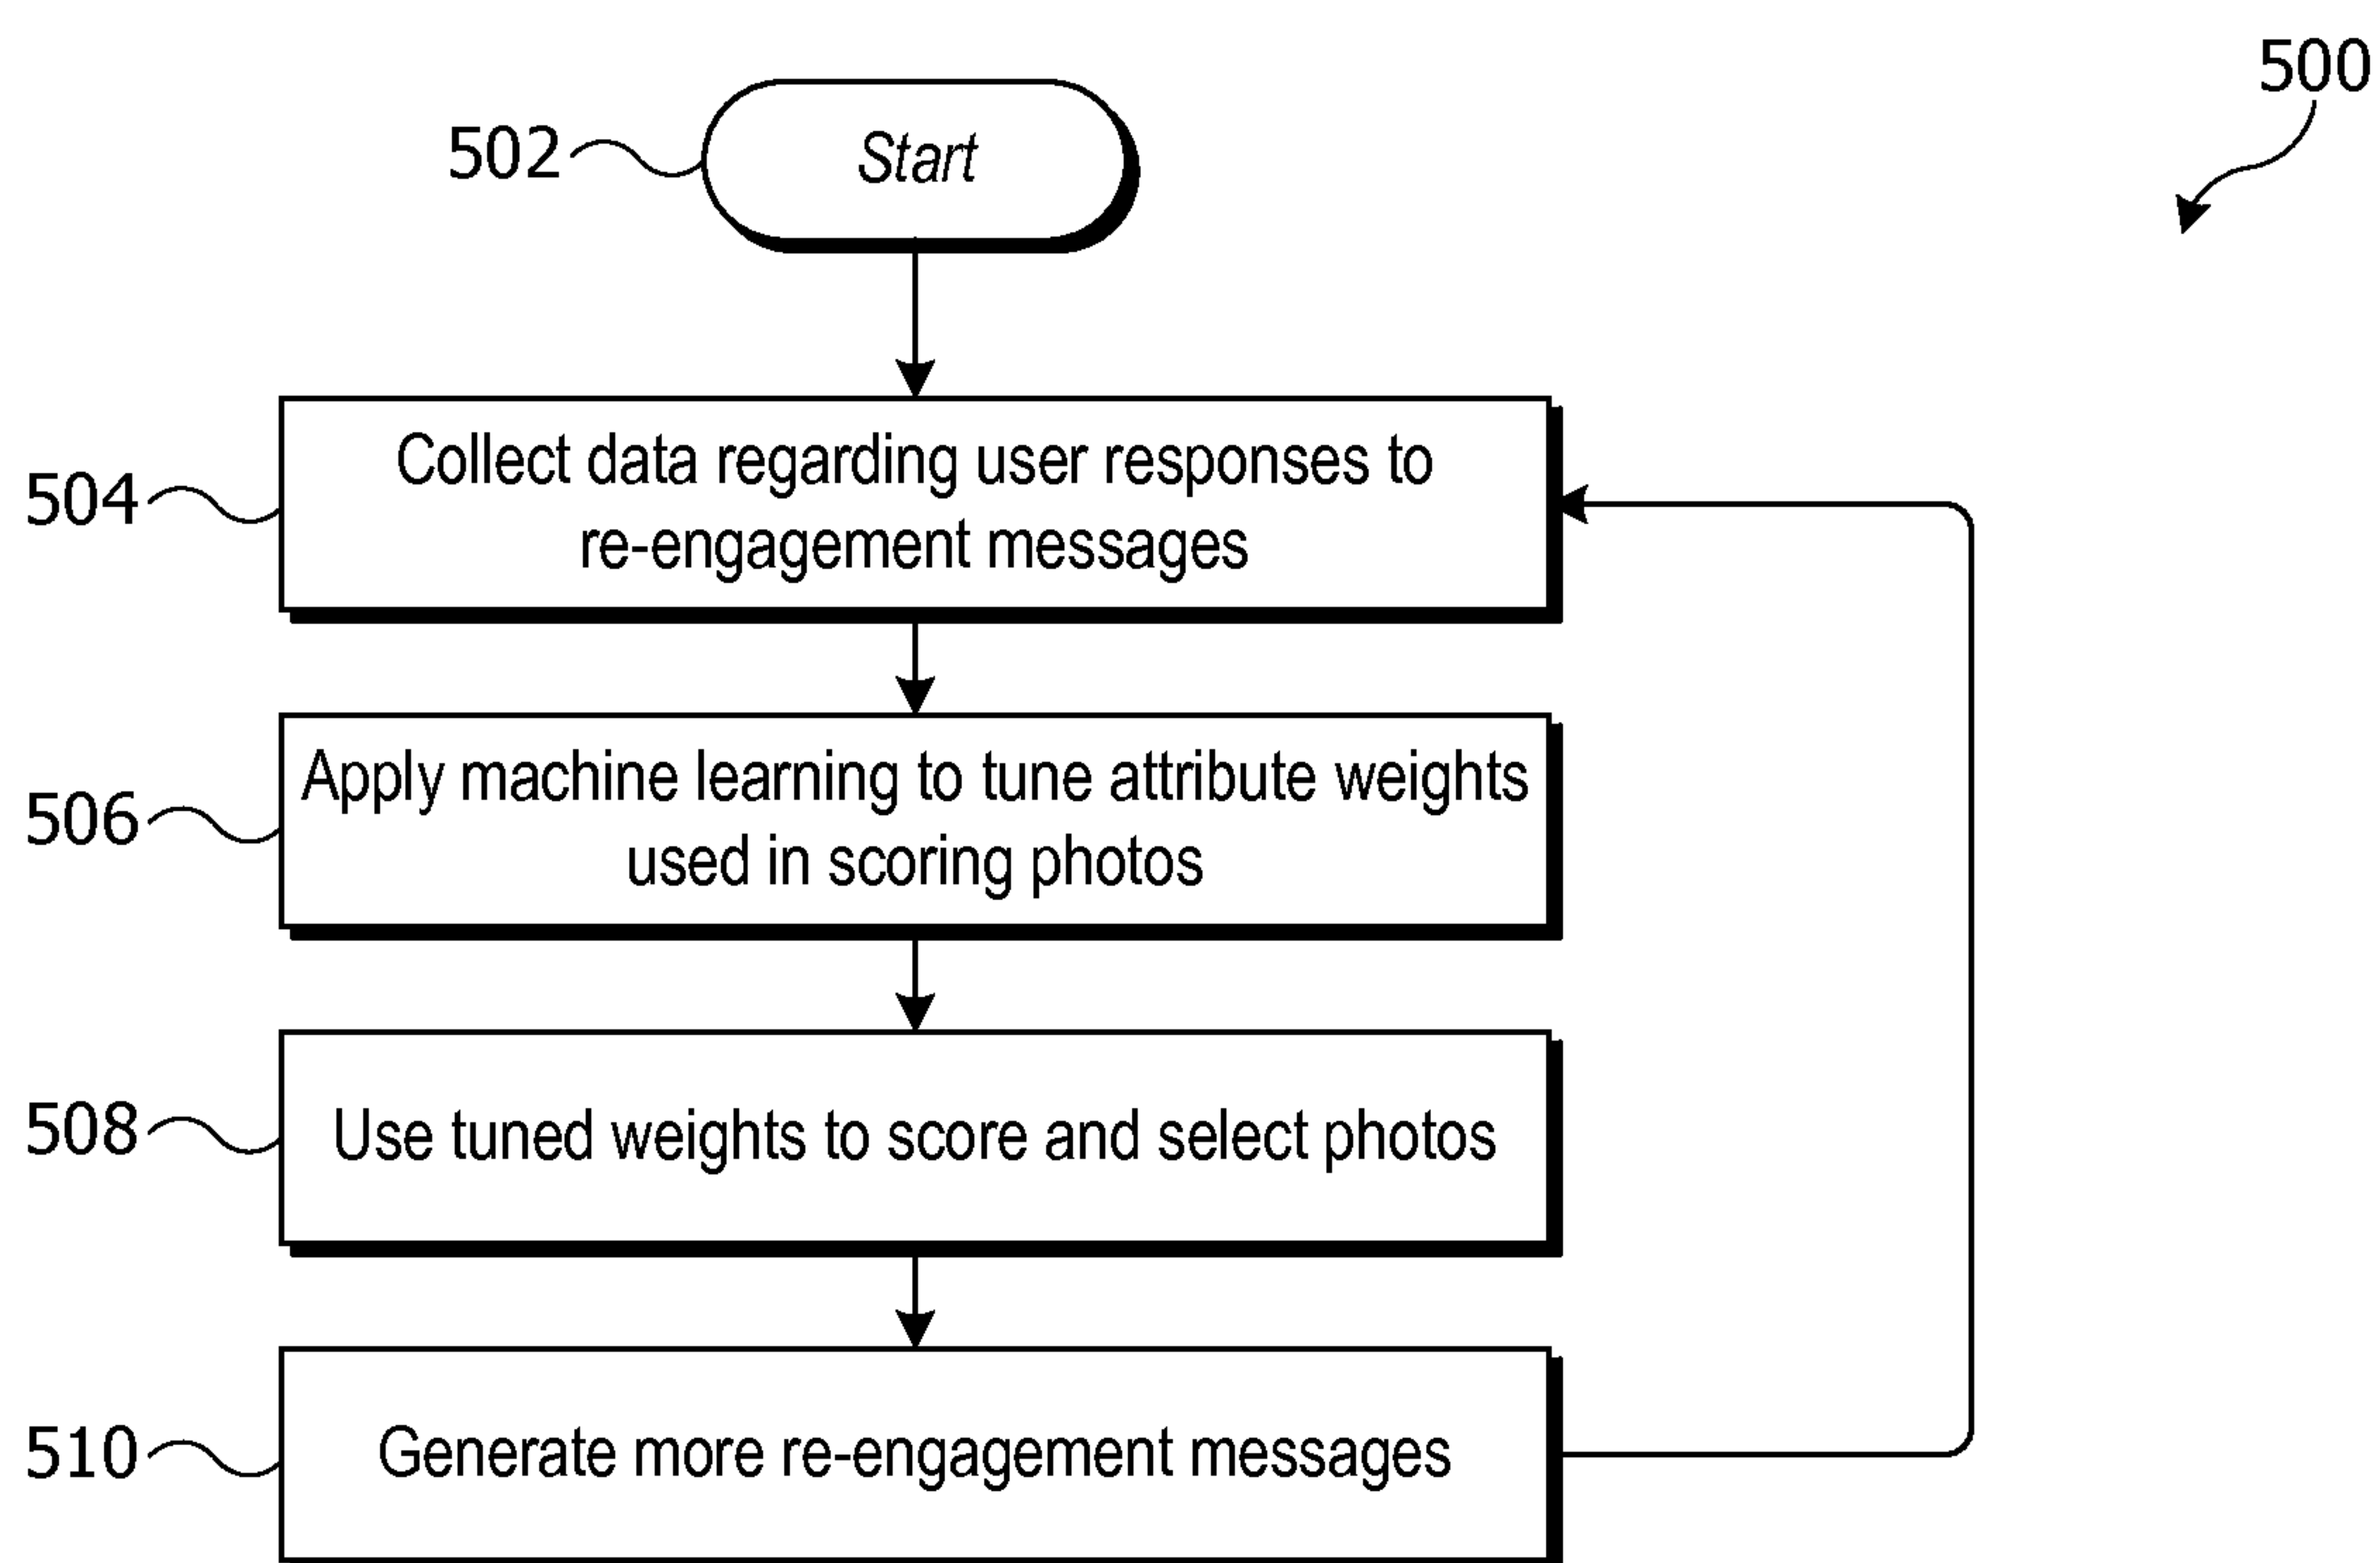 500
502
Start
504
Collect data regarding user responses to
re-engagement messages
506
Apply machine learning to tune attribute weights
used in scoring photos
508
Use tuned weights to score and select photos
510
Generate more re-engagement messages